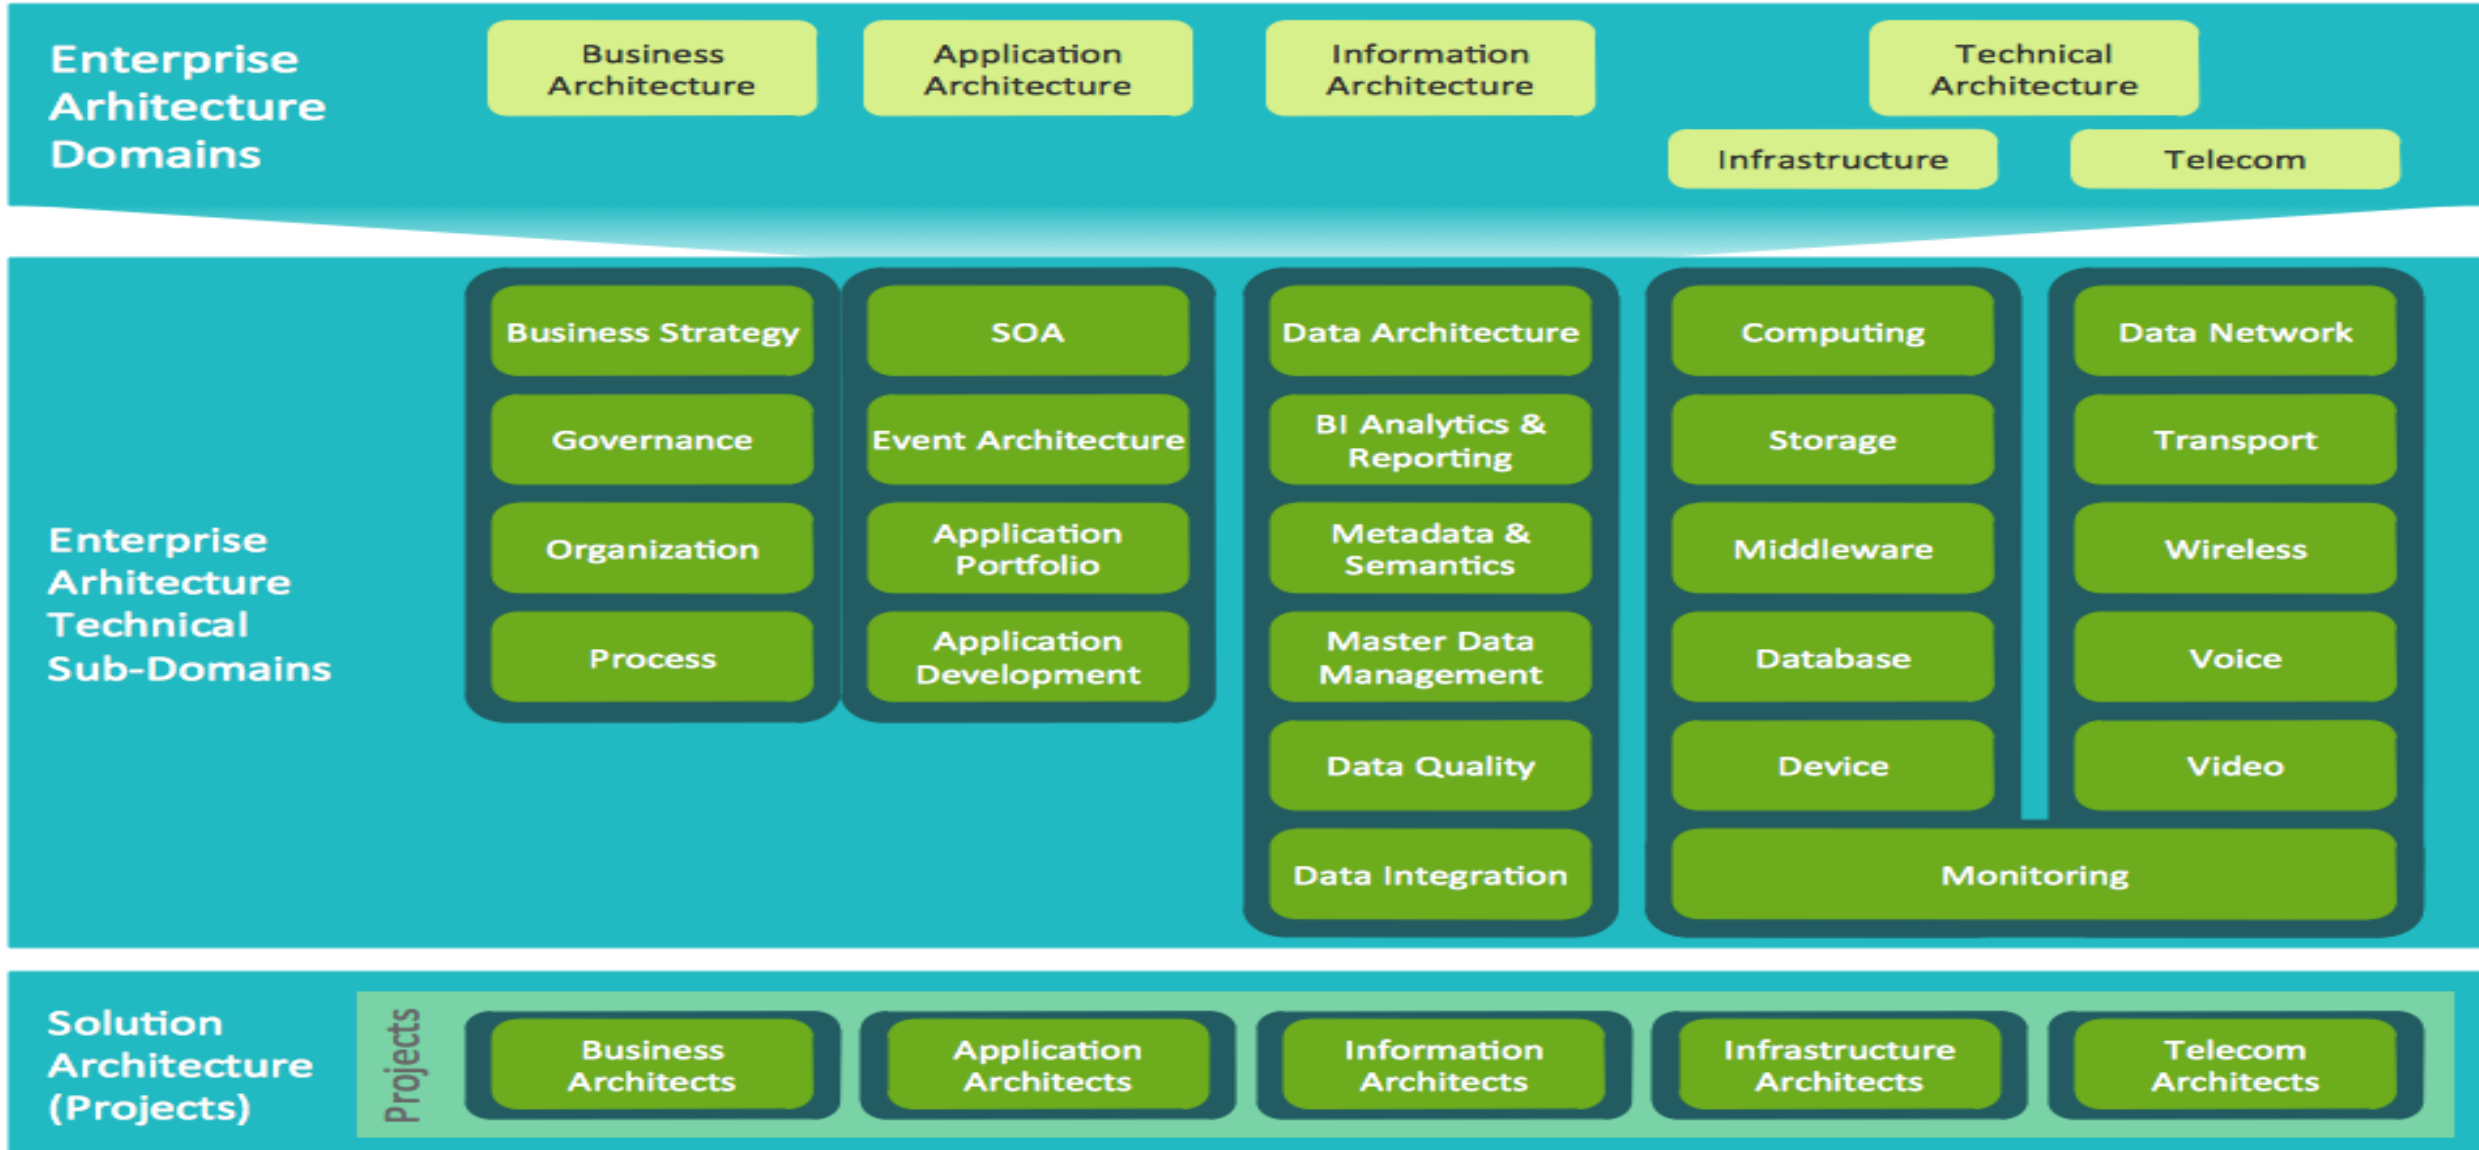 Enterprise
Arhitecture
Domains
Business
Architecture
Application
Architecture
Information
Architecture
Technical
Architecture
Infrastructure
Telecom
Enterprise
Arhitecture
Technical
Sub-Domains
Business Strategy
Governance
Organization
Process
SOA
Event Architecture
Application
Portfolio
Application
Development
Data Architecture
BI Analytics &
Reporting
Metadata &
Semantics
Master Data
Management
Data Quality
Data Integration
Computing
Storage
Middleware
Database
Device
Data Network
Transport
Wireless
Voice
Video
Monitoring
Solution
Architecture
(Projects)
Projects
Business
Architects
Application
Architects
Information
Architects
Infrastructure
Architects
Telecom
Architects